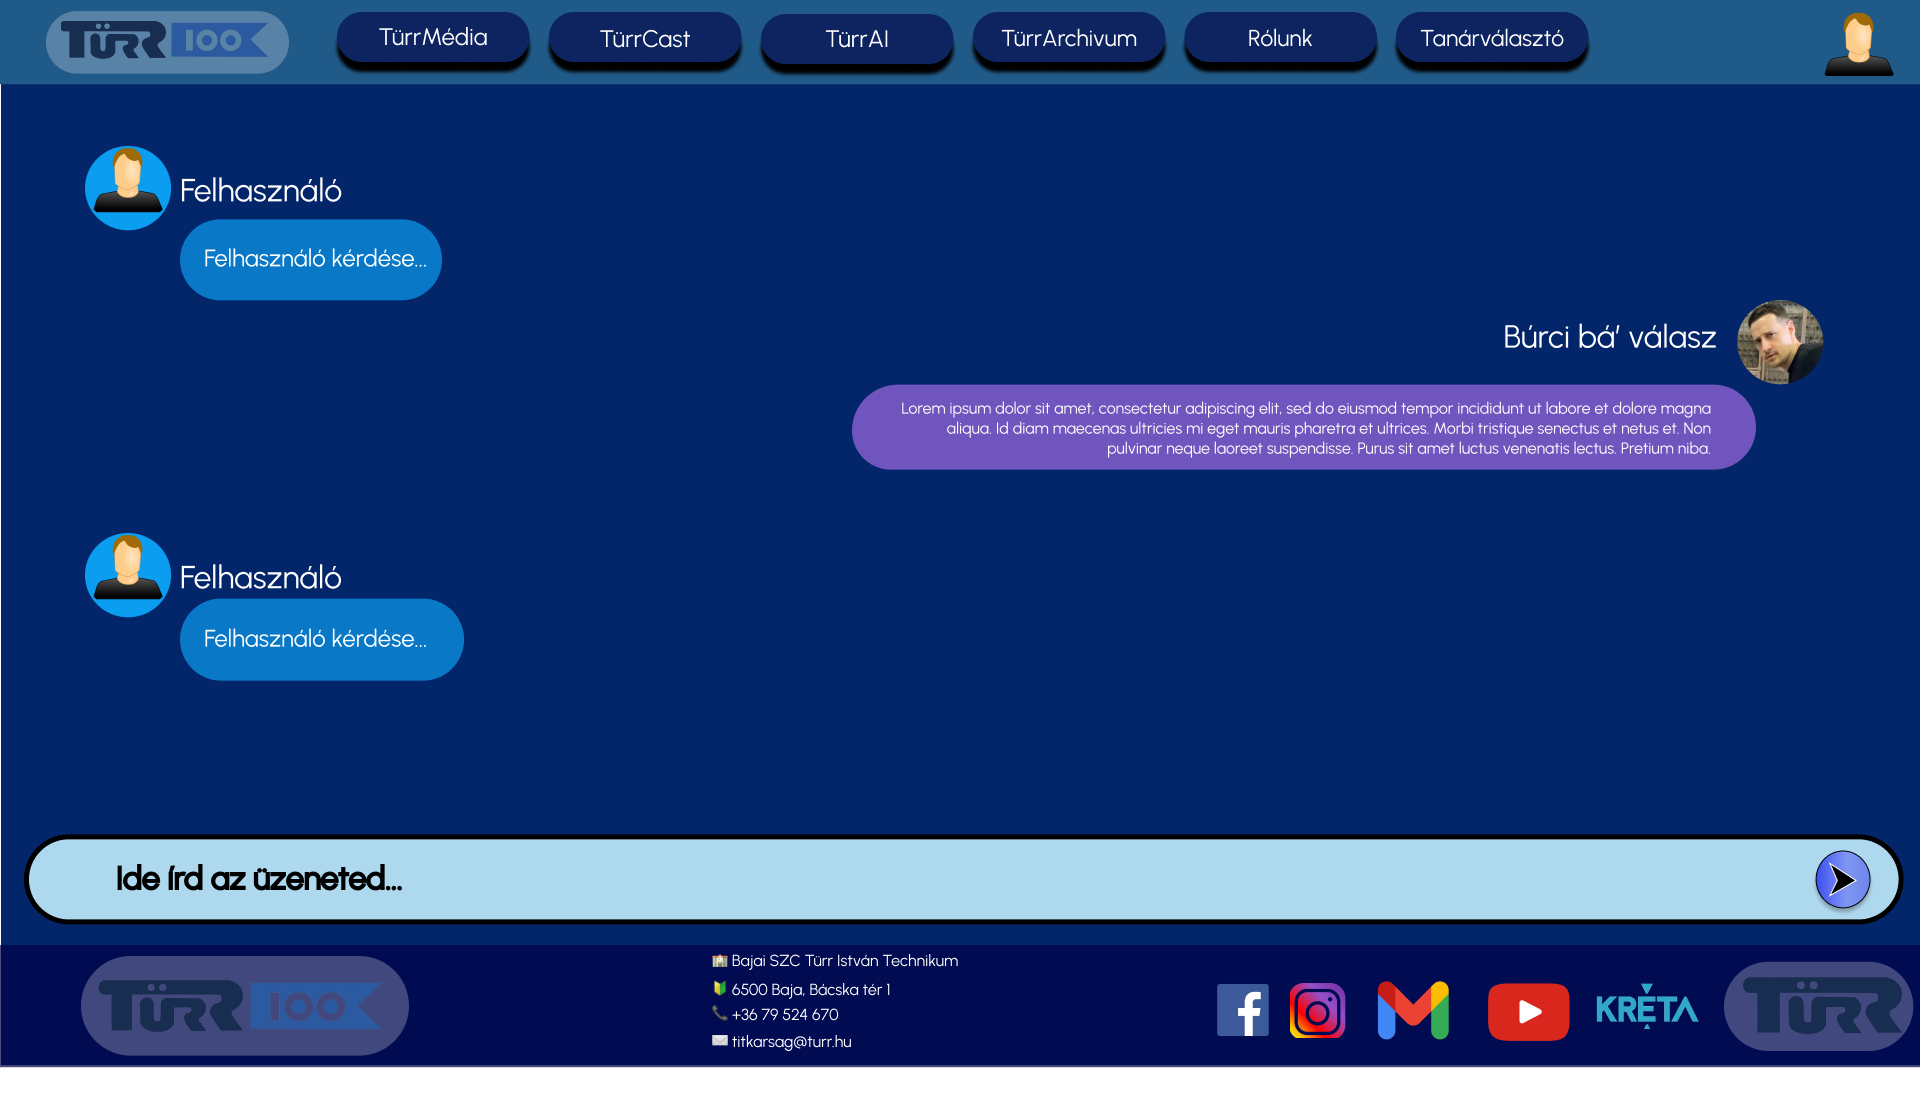 TÜRR 100
TürrMédia
TürrCast
TürrAI
TürrArchivum
Rólunk
Tanárválasztó
Felhasználó
Felhasználó kérdése...
Búrci bá' válasz
Lorem ipsum dolor sit amet, consectetur adipiscing elit, sed do eiusmod tempor incididunt ut labore et dolore magna
aliqua. Id diam maecenas ultricies mi eget mauris pharetra et ultrices. Morbi tristique senectus et netus et. Non
pulvinar neque laoreet suspendisse. Purus sit amet luctus venenatis lectus. Pretium niba.
Felhasználó
Felhasználó kérdése...
Ide írd az üzeneted...
TÜRR 100
Bajai SZC Türr István Technikum
6500 Baja, Bácska tér 1
+36 79 524 670
titkarsag@turr.hu
KRÉTA
TÜRR